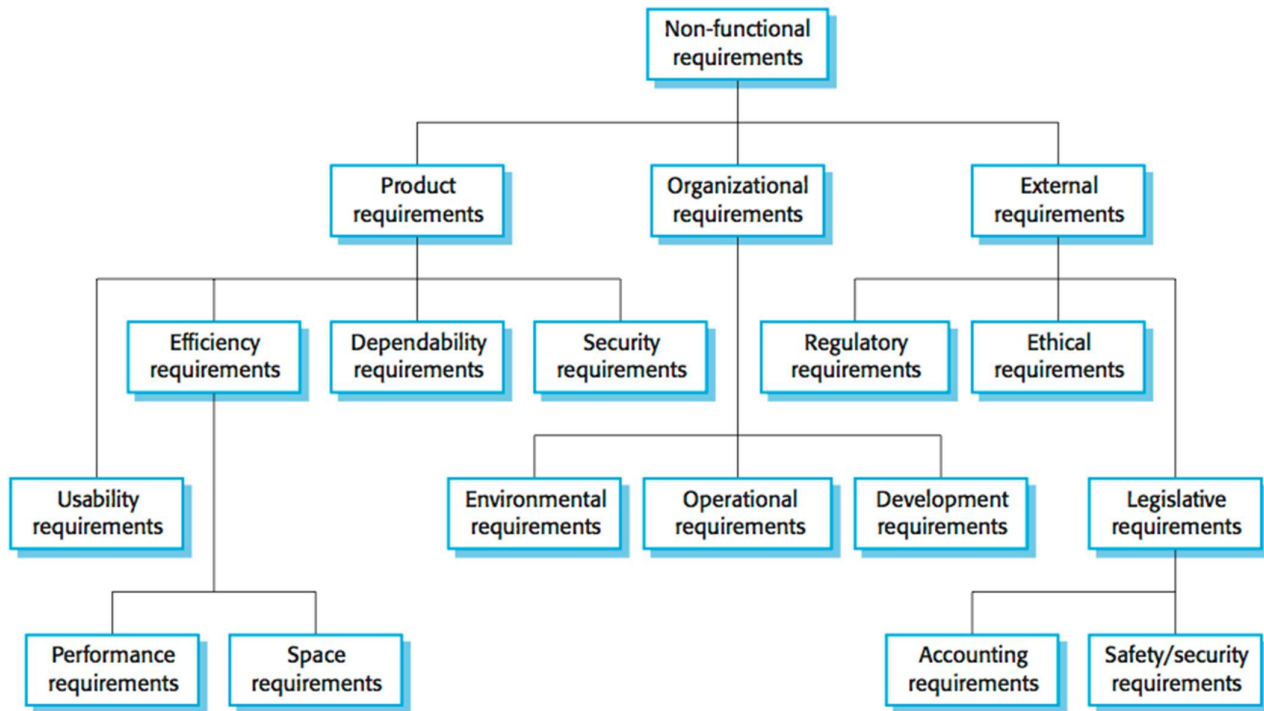 Non-functional
requirements
Product
requirements
Organizational
requirements
External
requirements
Efficiency
requirements
Dependability
requirements
Security
requirements
Regulatory
requirements
Ethical
requirements
Usability
requirements
Environmental
requirements
Operational
requirements
Development
requirements
Legislative
requirements
Performance
requirements
Space
requirements
Accounting
requirements
Safety/security
requirements